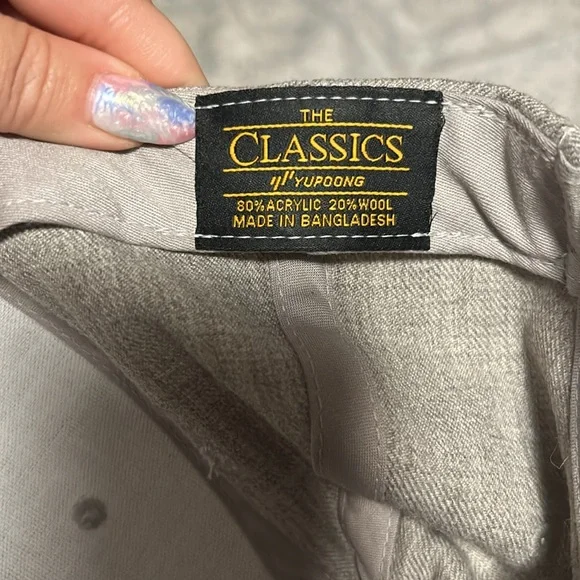 THE
CLASSICS
YUPOONG
80% ACRYLIC 20% WOOL
MADE IN BANGLADESH